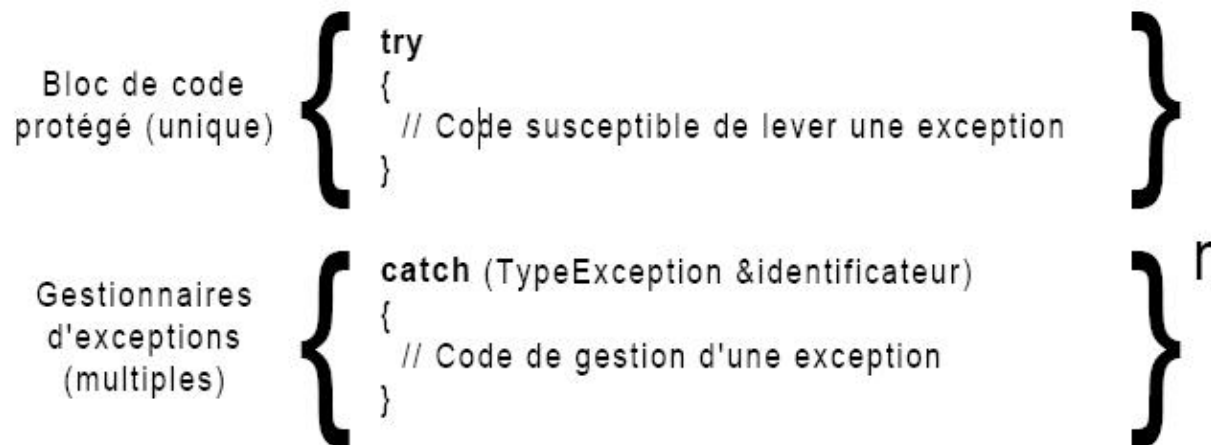 Bloc de code
protégé (unique)
try
{
// Code susceptible de lever une exception
}
Gestionnaires
d'exceptions
(multiples)
catch (TypeException &identificateur)
{
// Code de gestion d'une exception
}